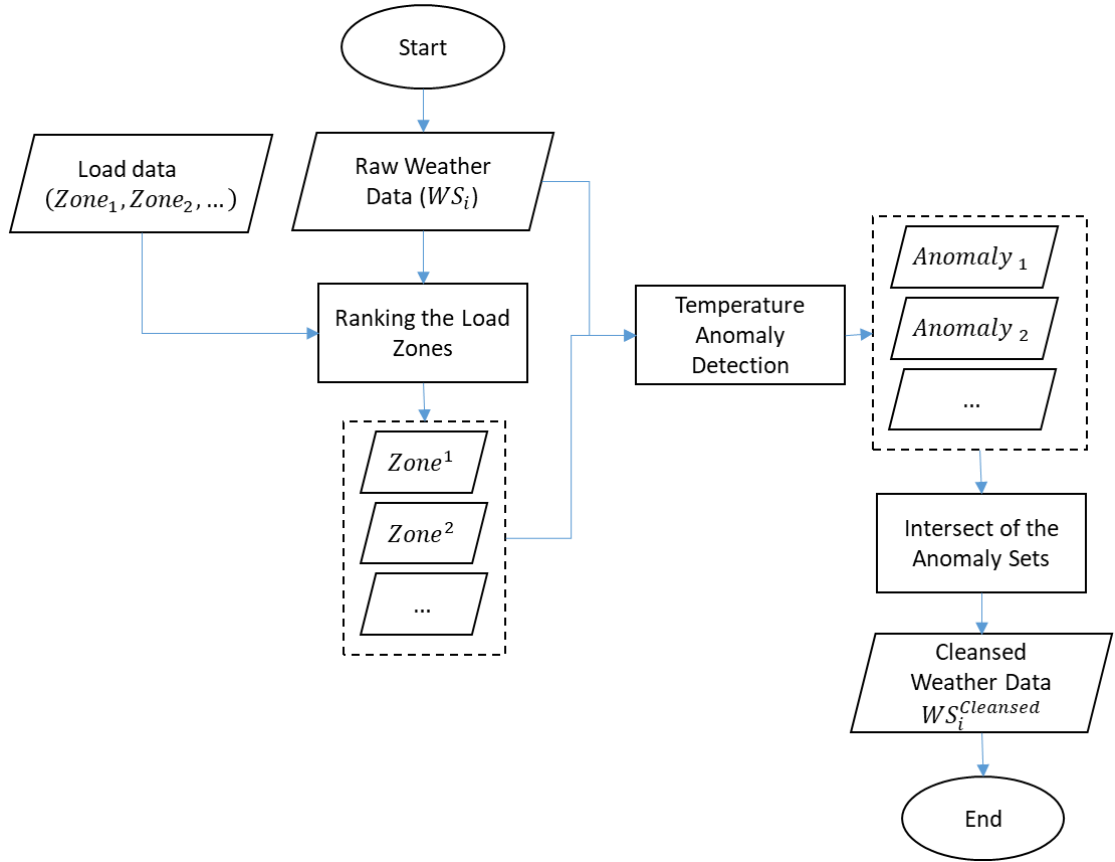 Start
Load data
(Zone₁, Zone₂, …)
Raw Weather
Data (WSᵢ)
Ranking the Load
Zones
Zone¹
Zone²
...
Temperature
Anomaly
Detection
Anomaly ₁
Anomaly ₂
...
Intersect of the
Anomaly Sets
Cleansed
Weather Data
WSᵢ^Cleansed
End